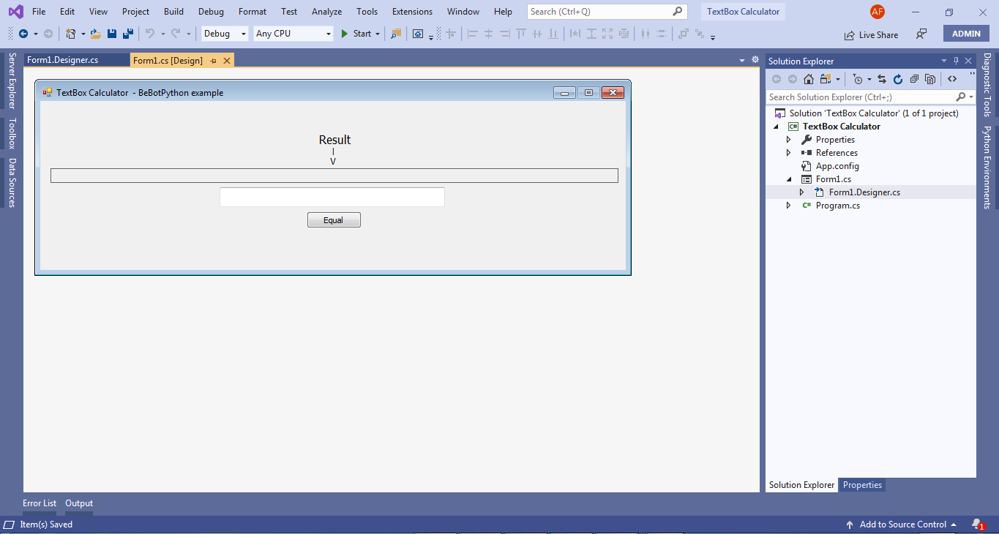 File Edit View Project Build Debug Format Test Analyze Tools Extensions Window Help Search (Ctrl+Q) TextBox Calculator AF
Debug Any CPU Start Live Share ADMIN
Server Explorer
Toolbox
Data Sources
Form1.Designer.cs Form1.cs [Design]
TextBox Calculator - BeBotPython example
Result
|
V
Equal
Solution Explorer
Search Solution Explorer (Ctrl+;)
Solution 'TextBox Calculator' (1 of 1 project)
C# TextBox Calculator
Properties
References
App.config
Form1.cs
Form1.Designer.cs
C# Program.cs
Solution Explorer Properties
Diagnostic Tools
Python Environments
Error List Output
Item(s) Saved Add to Source Control 1